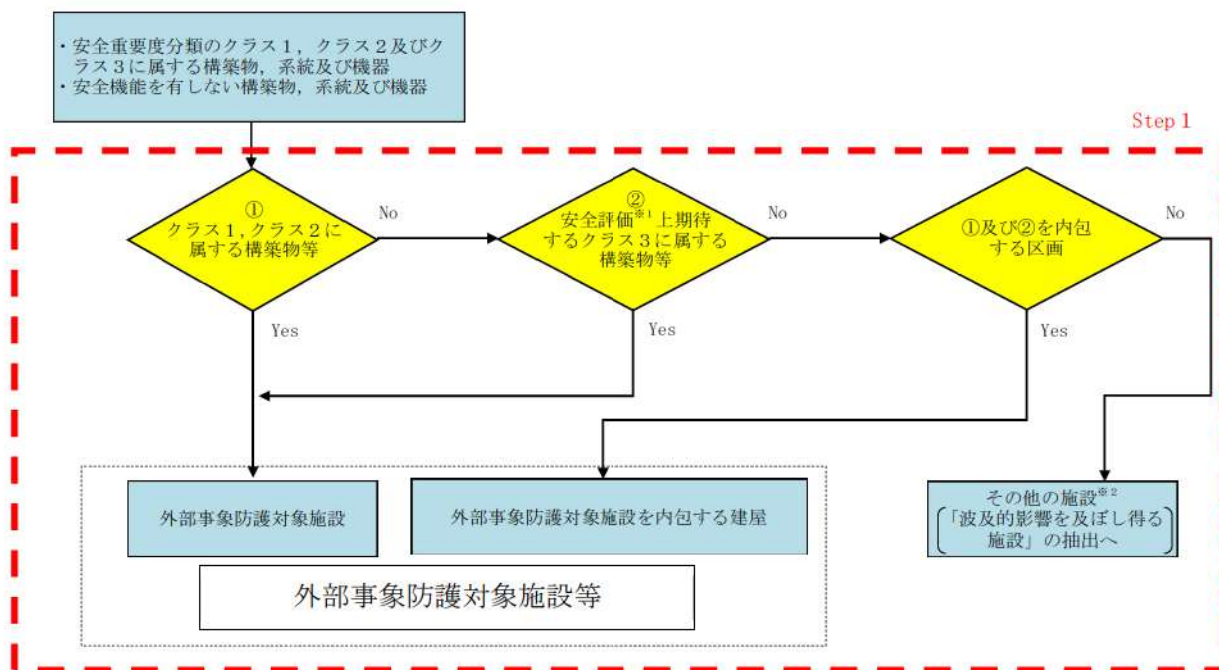 ・安全重要度分類のクラス１，クラス２及びク
ラス３に属する構築物，系統及び機器
・安全機能を有しない構築物，系統及び機器
Step 1
①
クラス１，クラス２に
属する構築物等
No
②
安全評価※1上期待
するクラス３に属する
構築物等
No
①及び②を内包
する区画
No
Yes
Yes
Yes
外部事象防護対象施設
外部事象防護対象施設を内包する建屋
その他の施設※2
「波及的影響を及ぼし得る
施設」の抽出へ
外部事象防護対象施設等